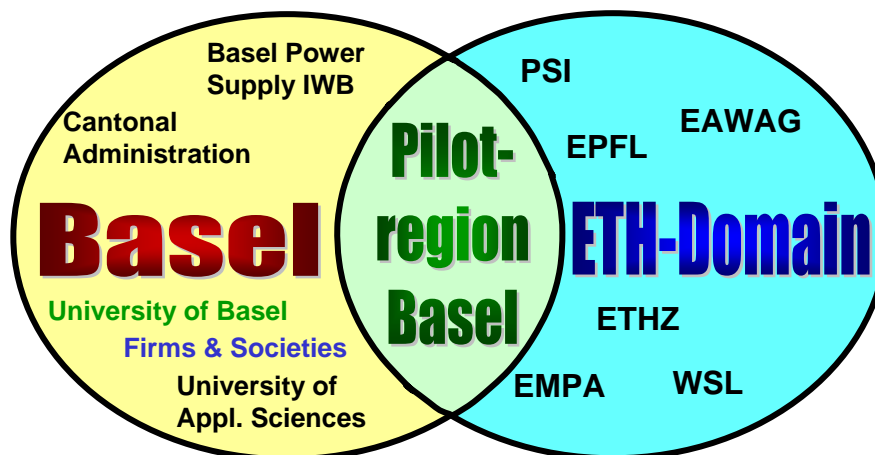 Basel Power
Supply IWB
Cantonal
Administration
Basel
University of Basel
Firms & Societies
University of
Appl. Sciences
Pilot-
region
Basel
PSI
EAWAG
EPFL
ETH-Domain
ETHZ
EMPA
WSL